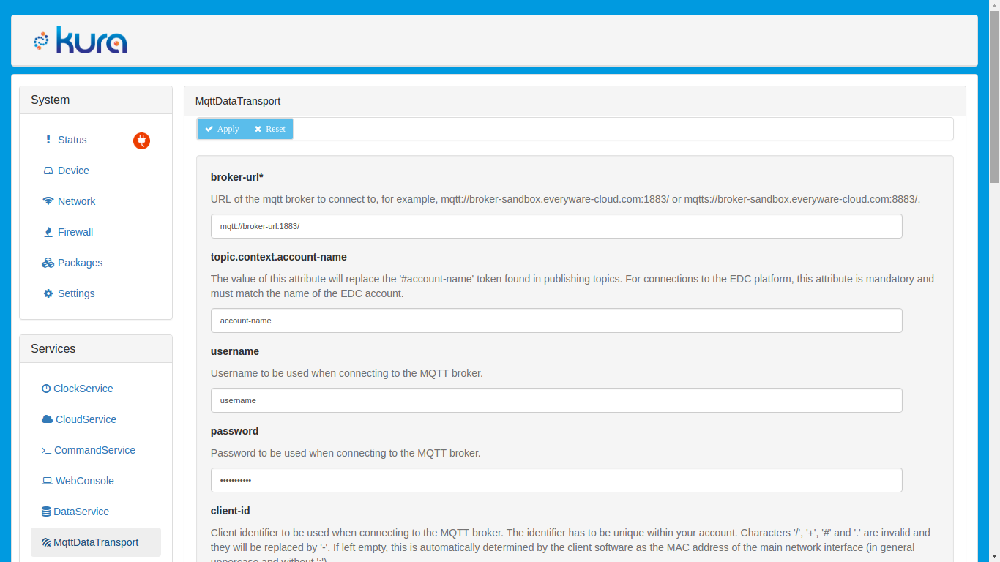 kura
System
Status
Device
Network
Firewall
Packages
Settings
Services
ClockService
CloudService
CommandService
WebConsole
DataService
MqttDataTransport
MqttDataTransport
Apply Reset
broker-url*
URL of the mqtt broker to connect to, for example, mqtt://broker-sandbox.everyware-cloud.com:1883/ or mqtts://broker-sandbox.everyware-cloud.com:8883/.
mqtt://broker-url:1883/
topic.context.account-name
The value of this attribute will replace the '#account-name' token found in publishing topics. For connections to the EDC platform, this attribute is mandatory and
must match the name of the EDC account.
account-name
username
Username to be used when connecting to the MQTT broker.
username
password
Password to be used when connecting to the MQTT broker.
•••••••••••
client-id
Client identifier to be used when connecting to the MQTT broker. The identifier has to be unique within your account. Characters '/', '+', '#' and '.' are invalid and
they will be replaced by '-'. If left empty, this is automatically determined by the client software as the MAC address of the main network interface (in general
uppercase and without ':')